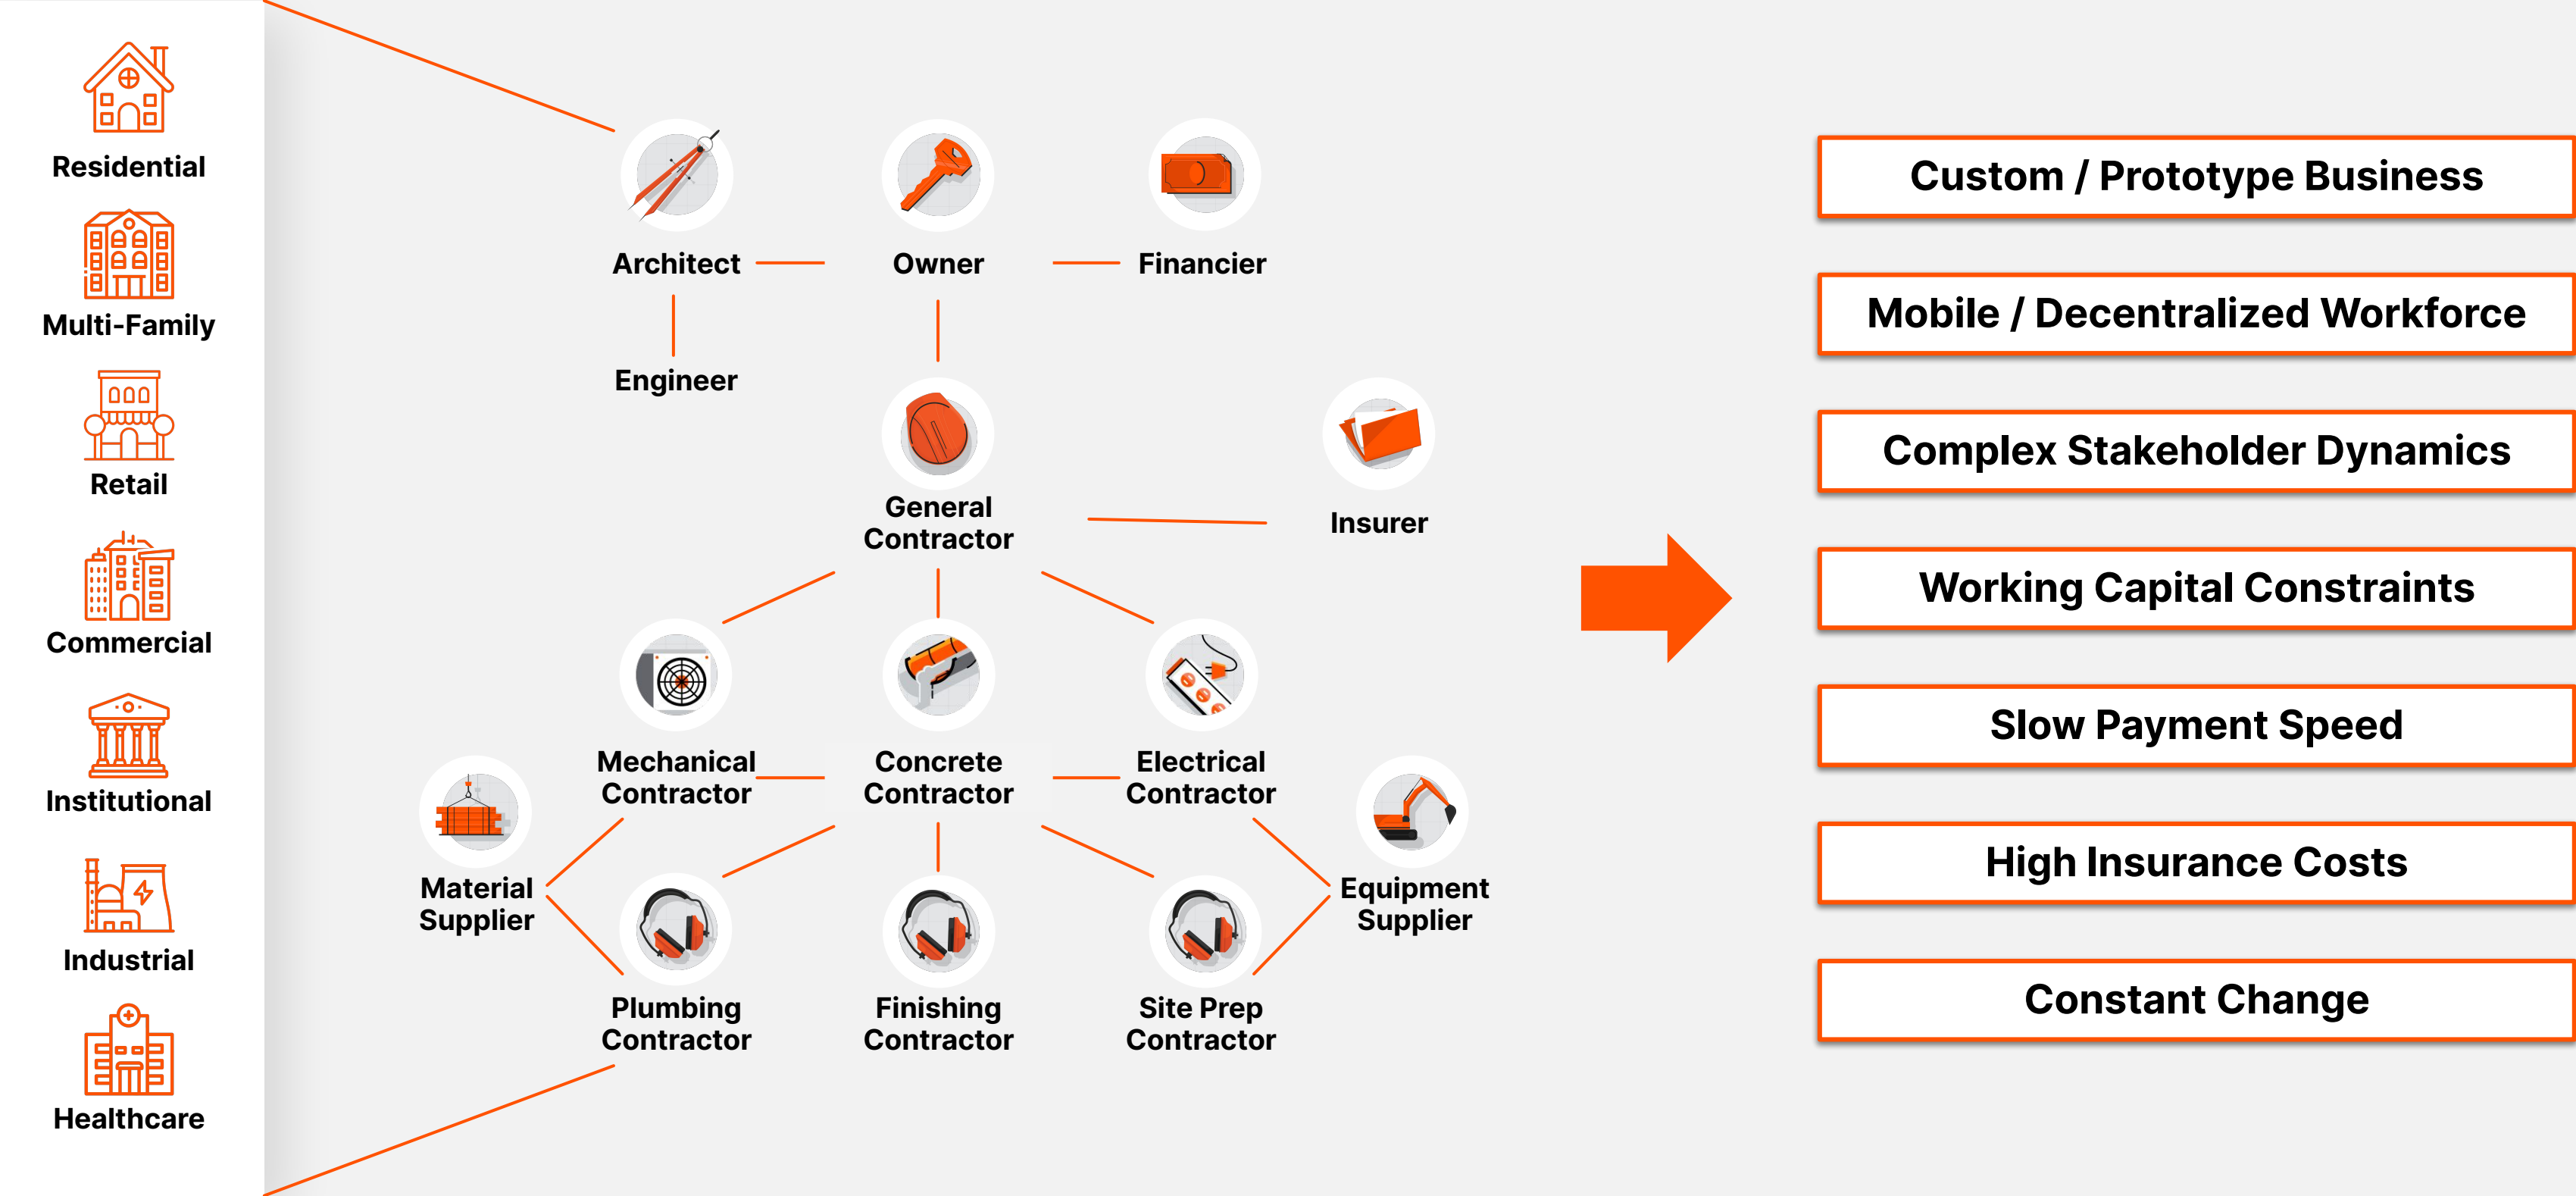 Residential
Multi-Family
Retail
Commercial
Institutional
Industrial
Healthcare
Architect
Owner
Financier
Engineer
General
Contractor
Insurer
Mechanical
Contractor
Concrete
Contractor
Electrical
Contractor
Material
Supplier
Equipment
Supplier
Plumbing
Contractor
Finishing
Contractor
Site Prep
Contractor
Custom / Prototype Business
Mobile / Decentralized Workforce
Complex Stakeholder Dynamics
Working Capital Constraints
Slow Payment Speed
High Insurance Costs
Constant Change